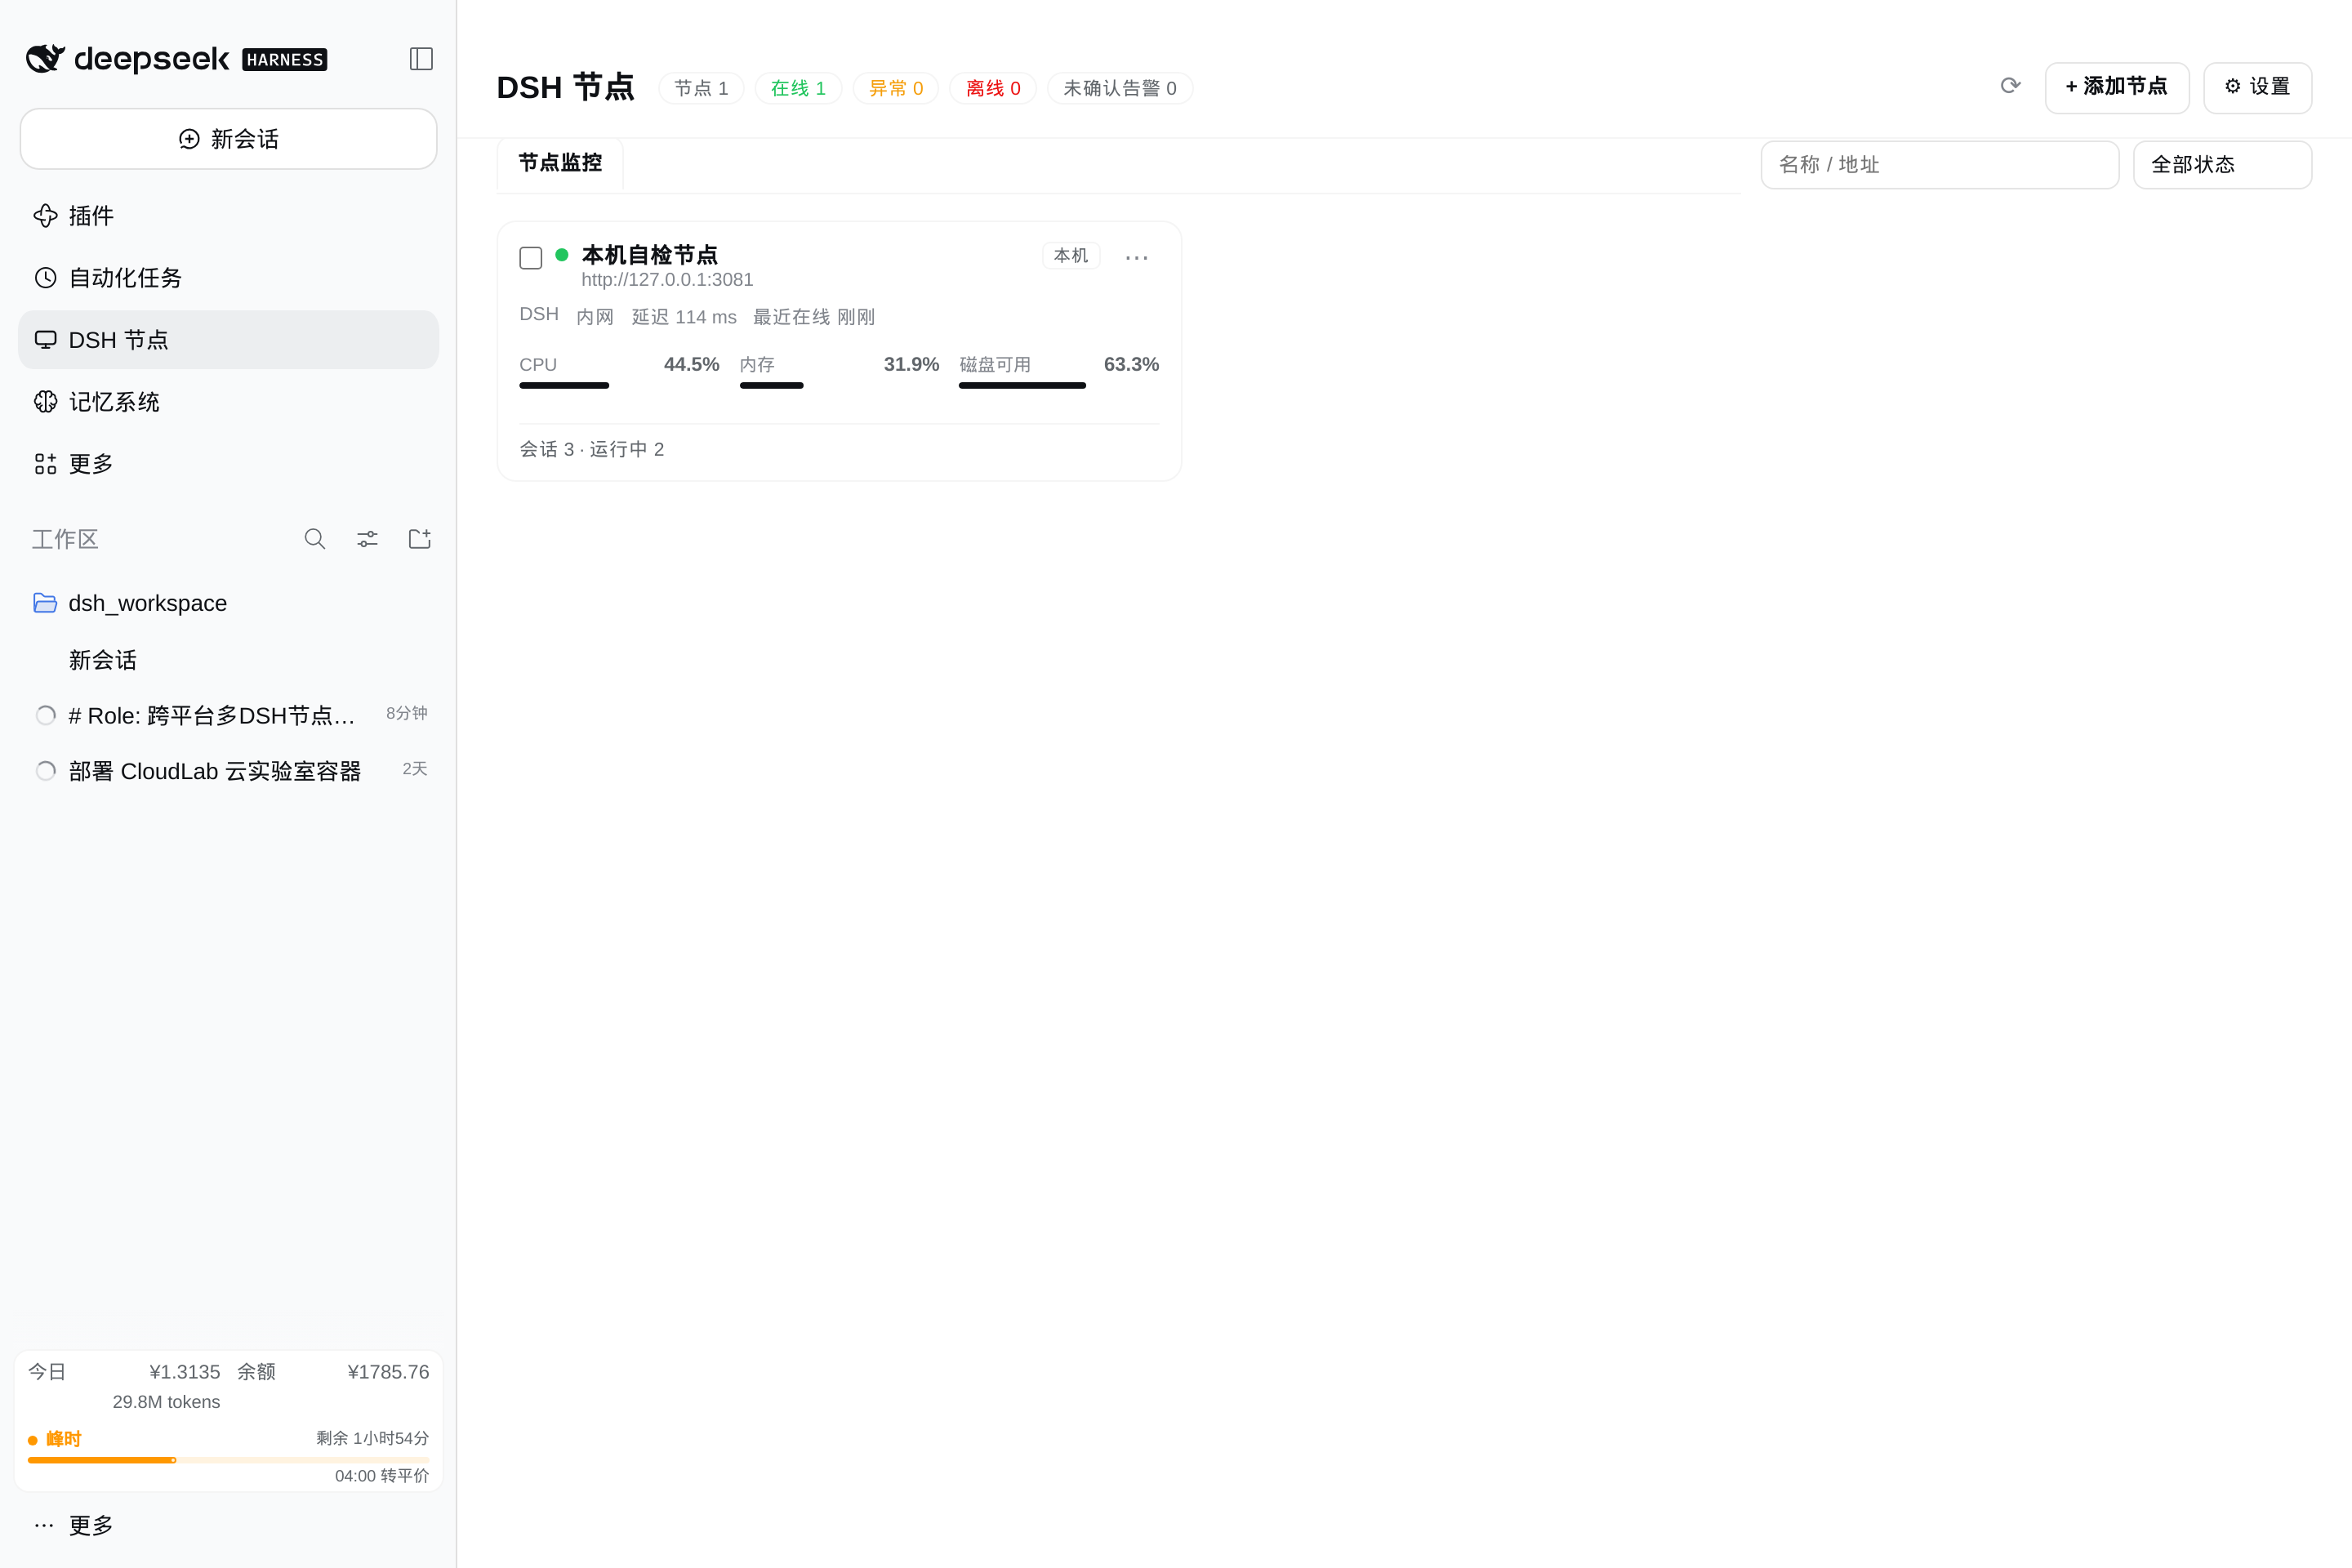 deepseek HARNESS
新会话
插件
自动化任务
DSH 节点
记忆系统
更多
工作区
dsh_workspace
新会话
# Role: 跨平台多DSH节点… 8分钟
部署 CloudLab 云实验室容器 2天
今日 ¥1.3135 余额 ¥1785.76
29.8M tokens
峰时 剩余 1小时54分
04:00 转平价
更多
DSH 节点 节点 1 在线 1 异常 0 离线 0 未确认告警 0 + 添加节点 设置
节点监控 名称 / 地址 全部状态
本机自检节点 本机
http://127.0.0.1:3081
DSH 内网 延迟 114 ms 最近在线 刚刚
CPU 44.5% 内存 31.9% 磁盘可用 63.3%
会话 3 · 运行中 2